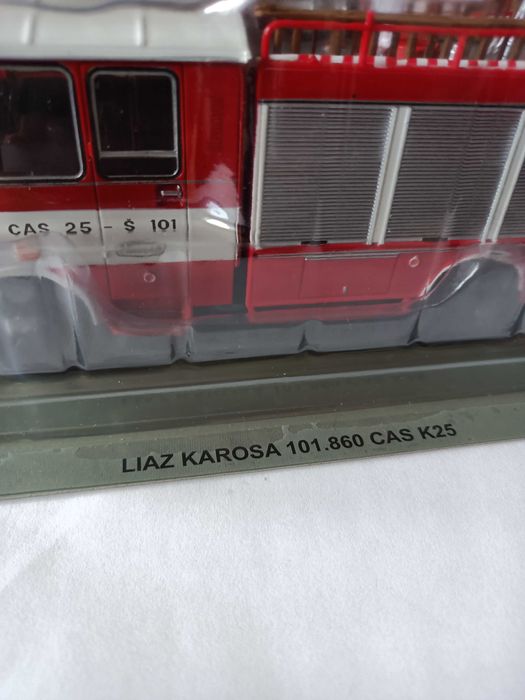 CAS 25 - Š 101
LIAZ KAROSA 101.860 CAS K25